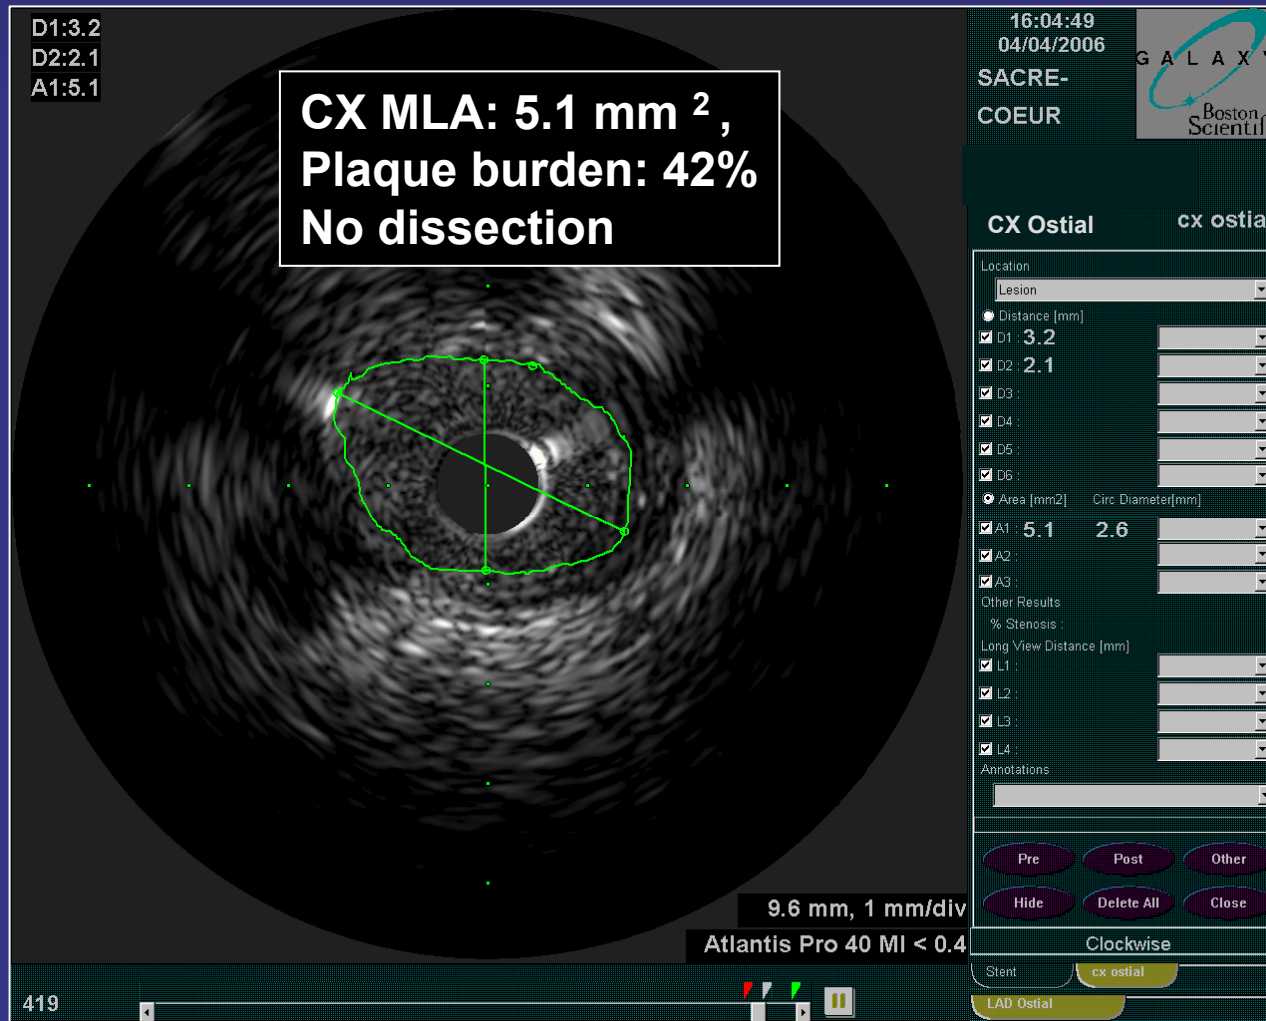 D1:3.2
D2:2.1
A1:5.1
CX MLA: 5.1 mm ² ,
Plaque burden: 42%
No dissection
16:04:49
04/04/2006
SACRE-
COEUR
GALAXY
Boston
Scientif
CX Ostial
cx ostia
Location
Lesion
Distance [mm]
D1 : 3.2
D2 : 2.1
D3 :
D4 :
D5 :
D6 :
Area [mm2] Circ Diameter[mm]
A1 : 5.1 2.6
A2 :
A3 :
Other Results
% Stenosis :
Long View Distance [mm]
L1 :
L2 :
L3 :
L4 :
Annotations
Pre Post Other
Hide Delete All Close
9.6 mm, 1 mm/div
Atlantis Pro 40 MI < 0.4
Clockwise
Stent cx ostial
LAD Ostial
419